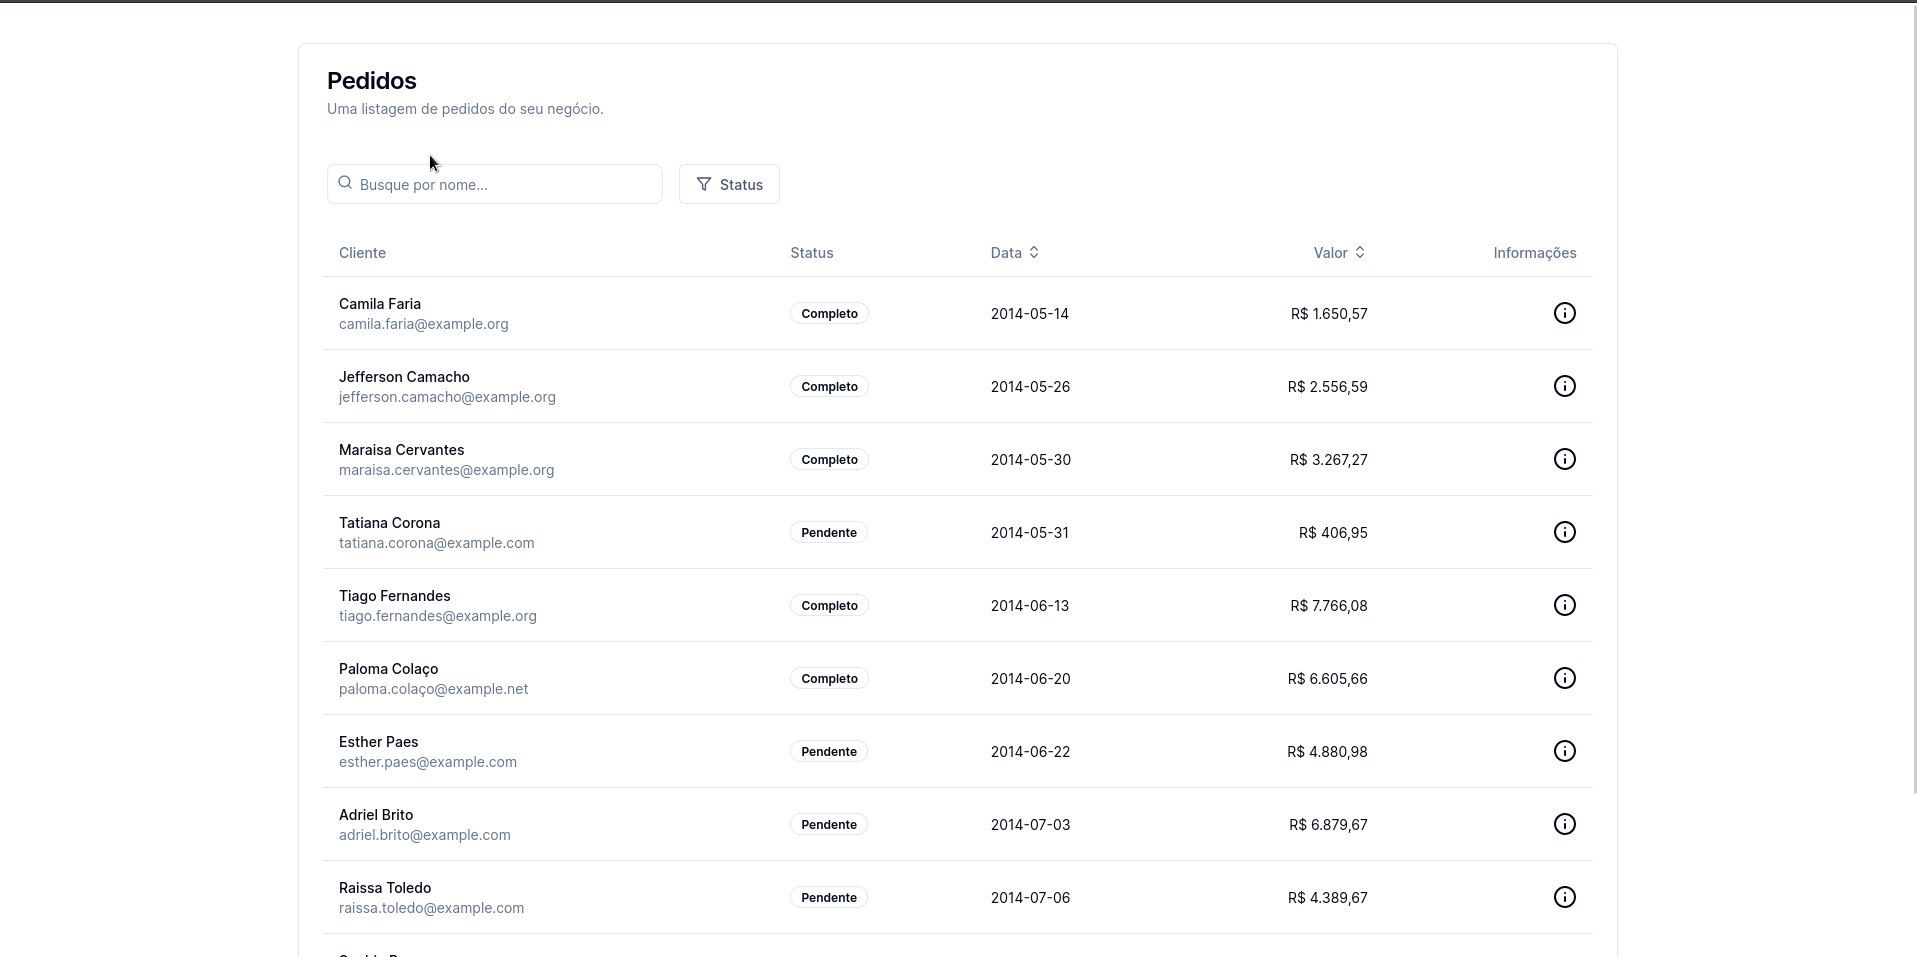 Pedidos
Uma listagem de pedidos do seu negócio.
Busque por nome...
Status
Cliente Status Data Valor Informações
Camila Faria
camila.faria@example.org
Completo 2014-05-14 R$ 1.650,57
Jefferson Camacho
jefferson.camacho@example.org
Completo 2014-05-26 R$ 2.556,59
Maraisa Cervantes
maraisa.cervantes@example.org
Completo 2014-05-30 R$ 3.267,27
Tatiana Corona
tatiana.corona@example.com
Pendente 2014-05-31 R$ 406,95
Tiago Fernandes
tiago.fernandes@example.org
Completo 2014-06-13 R$ 7.766,08
Paloma Colaço
paloma.colaço@example.net
Completo 2014-06-20 R$ 6.605,66
Esther Paes
esther.paes@example.com
Pendente 2014-06-22 R$ 4.880,98
Adriel Brito
adriel.brito@example.com
Pendente 2014-07-03 R$ 6.879,67
Raissa Toledo
raissa.toledo@example.com
Pendente 2014-07-06 R$ 4.389,67